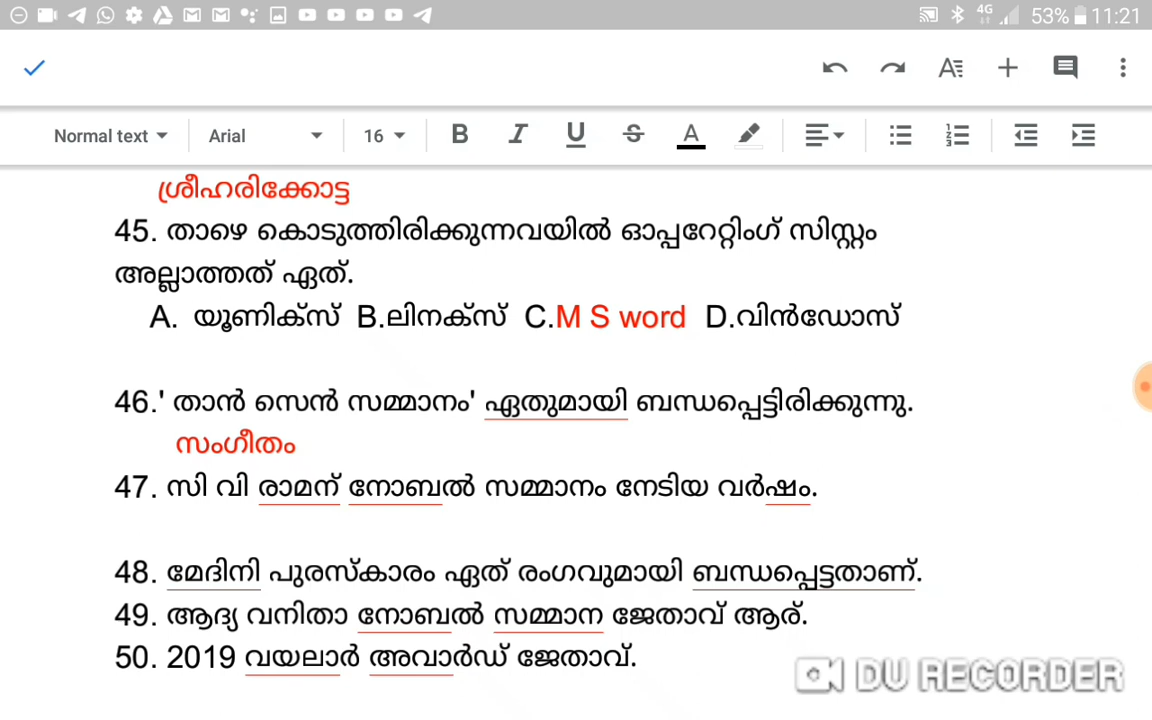 4G 53% 11:21
Normal text Arial 16 B I U S A
ശ്രീഹരിക്കോട്ട
45. താഴെ കൊടുത്തിരിക്കുന്നവയിൽ ഓപ്പറേറ്റിംഗ് സിസ്റ്റം
അല്ലാത്തത് ഏത്.
A. യൂണിക്സ് B.ലിനക്സ് C.M S word D.വിൻഡോസ്
46.' താൻ സെൻ സമ്മാനം' ഏതുമായി ബന്ധപ്പെട്ടിരിക്കുന്നു.
സംഗീതം
47. സി വി രാമന് നോബൽ സമ്മാനം നേടിയ വർഷം.
48. മേദിനി പുരസ്കാരം ഏത് രംഗവുമായി ബന്ധപ്പെട്ടതാണ്.
49. ആദ്യ വനിതാ നോബൽ സമ്മാന ജേതാവ് ആര്.
50. 2019 വയലാർ അവാർഡ് ജേതാവ്.
DU RECORDER